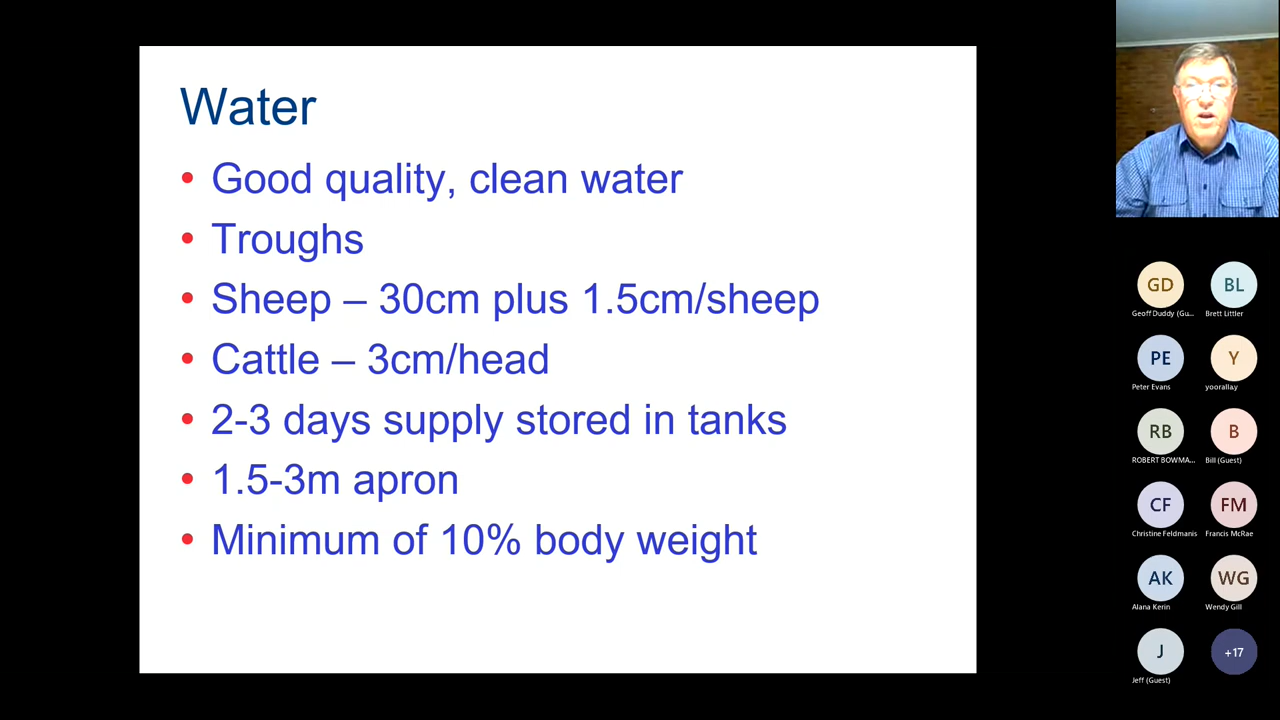 Water
• Good quality, clean water
• Troughs
• Sheep – 30cm plus 1.5cm/sheep
• Cattle – 3cm/head
• 2-3 days supply stored in tanks
• 1.5-3m apron
• Minimum of 10% body weight
GD
BL
Geoff Duddy (Gu...
Brett Littler
PE
Y
Peter Evans
yooralla.y
RB
B
ROBERT BOWMA...
Bill (Guest)
CF
FM
Christine Feldmanis
Francis McRae
AK
WG
Alana Kerin
Wendy Gill
J
+17
Jeff (Guest)